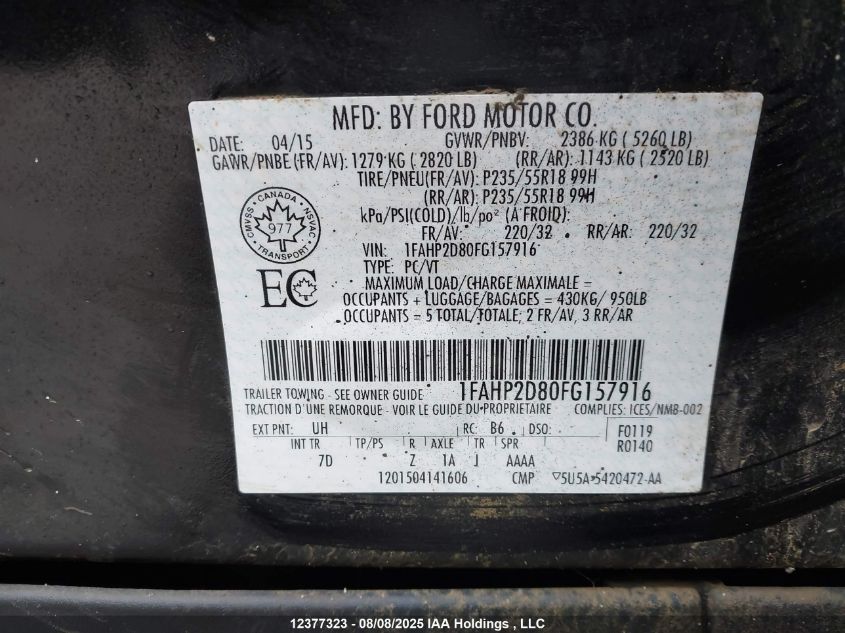 MFD: BY FORD MOTOR CO.
DATE: 04/15 GVWR/PNBV: 2386 KG ( 5260 LB)
GAWR/PNBE (FR/AV): 1279 KG ( 2820 LB) (RR/AR): 1143 KG ( 2520 LB)
TIRE/PNEU(FR/AV): P235/55R18 99H
(RR/AR): P235/55R18 99H
kPa/PSI(COLD)/lb/po² (A FROID):
FR/AV: 220/32 RR/AR: 220/32
CANADA
CMVSS 977 NSVAC
TRANSPORT
VIN: 1FAHP2D80FG157916
TYPE: PC/VT
EC
MAXIMUM LOAD/CHARGE MAXIMALE =
OCCUPANTS + LUGGAGE/BAGAGES = 430KG/ 950LB
OCCUPANTS = 5 TOTAL/TOTALE; 2 FR/AV, 3 RR/AR
TRAILER TOWING - SEE OWNER GUIDE 1FAHP2D80FG157916
TRACTION D'UNE REMORQUE - VOIR LE GUIDE DU PROPRIETAIRE COMPLIES: ICES/NMB-002
EXT PNT: UH RC: B6 DSO: F0119
INT TR TP/PS R AXLE TR SPR R0140
7D Z 1A J AAAA
1201504141606 CMP ▽5U5A-5420472-AA
12377323 - 08/08/2025 IAA Holdings , LLC